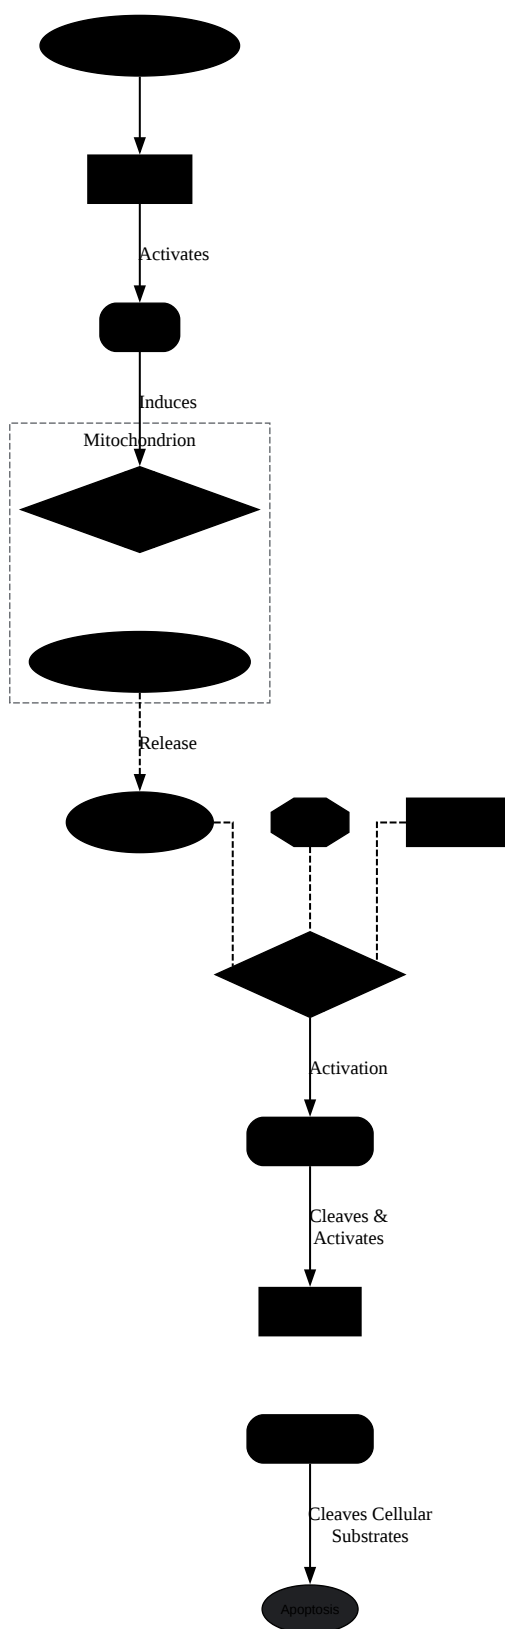 Activates
Induces
Mitochondrion
Release
Activation
Cleaves &
Activates
Cleaves Cellular
Substrates
Apoptosis